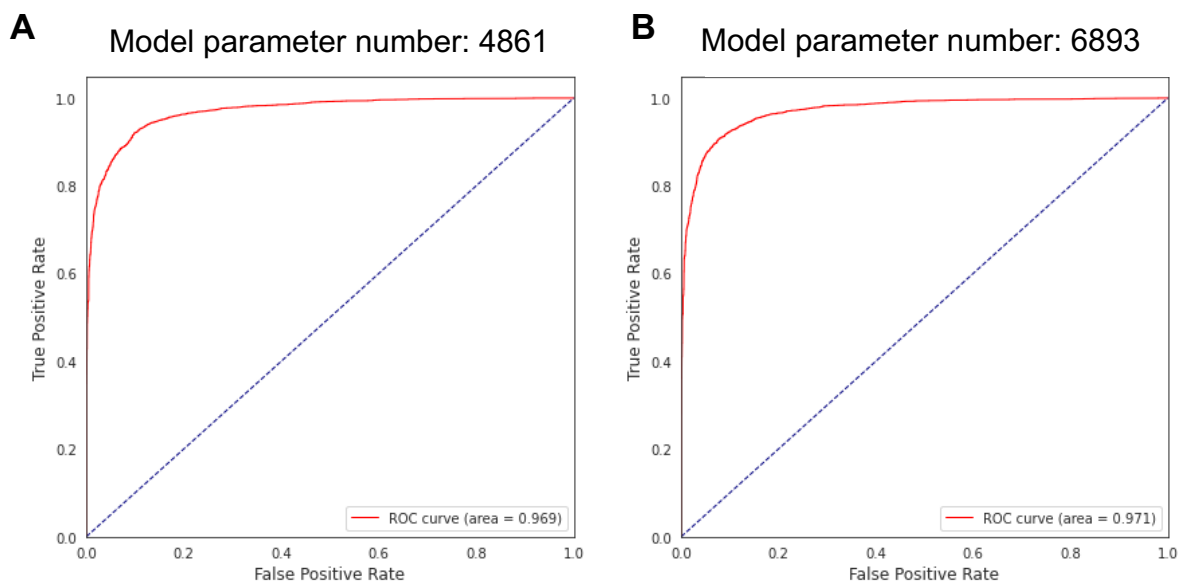 A
Model parameter number: 4861
1.0
0.8
0.6
0.4
0.2
0.0
True Positive Rate
0.0 0.2 0.4 0.6 0.8 1.0
False Positive Rate
ROC curve (area = 0.969)
B
Model parameter number: 6893
1.0
0.8
0.6
0.4
0.2
0.0
True Positive Rate
0.0 0.2 0.4 0.6 0.8 1.0
False Positive Rate
ROC curve (area = 0.971)